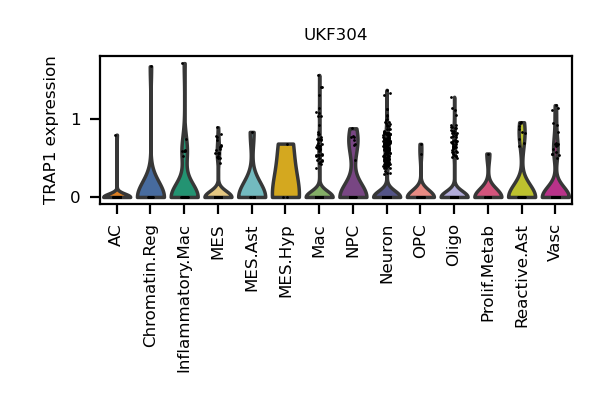 UKF304
TRAP1 expression
1
0
AC
Chromatin.Reg
Inflammatory.Mac
MES
MES.Ast
MES.Hyp
Mac
NPC
Neuron
OPC
Oligo
Prolif.Metab
Reactive.Ast
Vasc